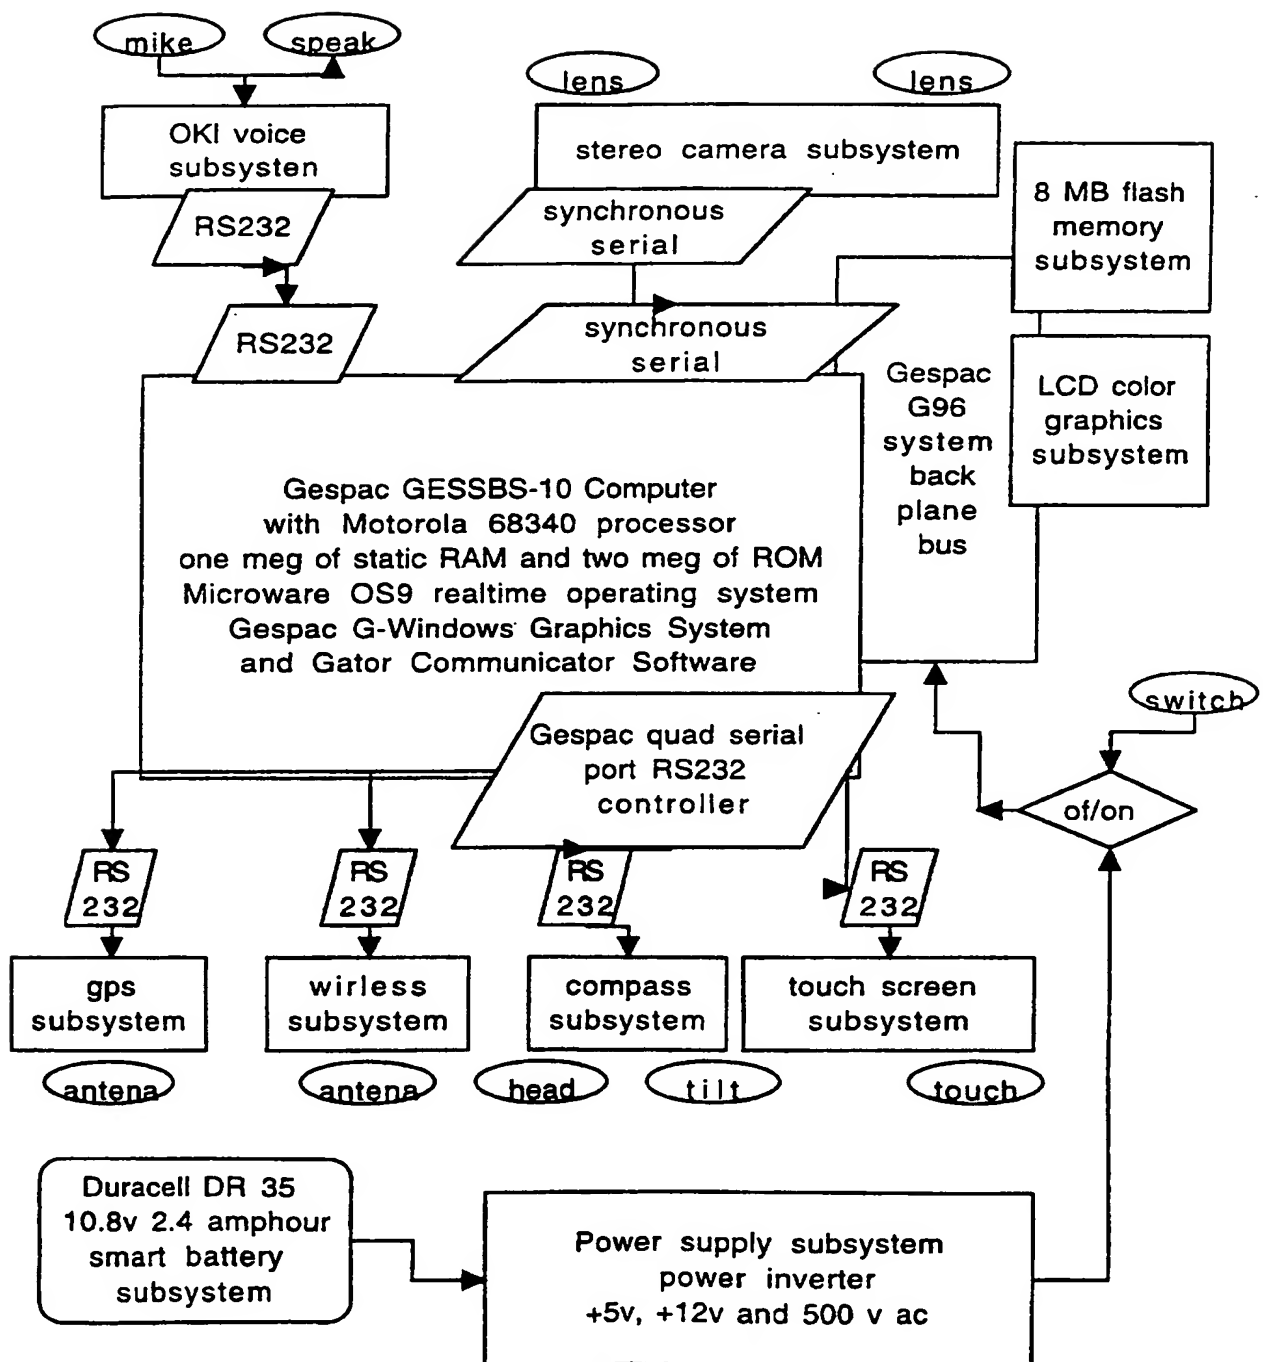 mike
speak
lens
lens
OKI voice
subsysten
stereo camera subsystem
8 MB flash
memory
subsystem
RS232
synchronous
serial
RS232
synchronous
serial
Gespac
G96
system
back
plane
bus
LCD color
graphics
subsystem
Gespac GESSBS-10 Computer
with Motorola 68340 processor
one meg of static RAM and two meg of ROM
Microware OS9 realtime operating system
Gespac G-Windows Graphics System
and Gator Communicator Software
switch
Gespac quad serial
port RS232
controller
of/on
RS
232
RS
232
RS
232
RS
232
gps
subsystem
wirless
subsystem
compass
subsystem
touch screen
subsystem
antena
antena
head
tilt
touch
Duracell DR 35
10.8v 2.4 amphour
smart battery
subsystem
Power supply subsystem
power inverter
+5v, +12v and 500 v ac